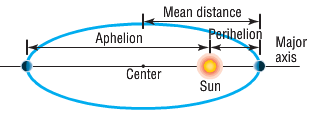 Mean distance
Aphelion
Perihelion
Major
axis
Center
Sun